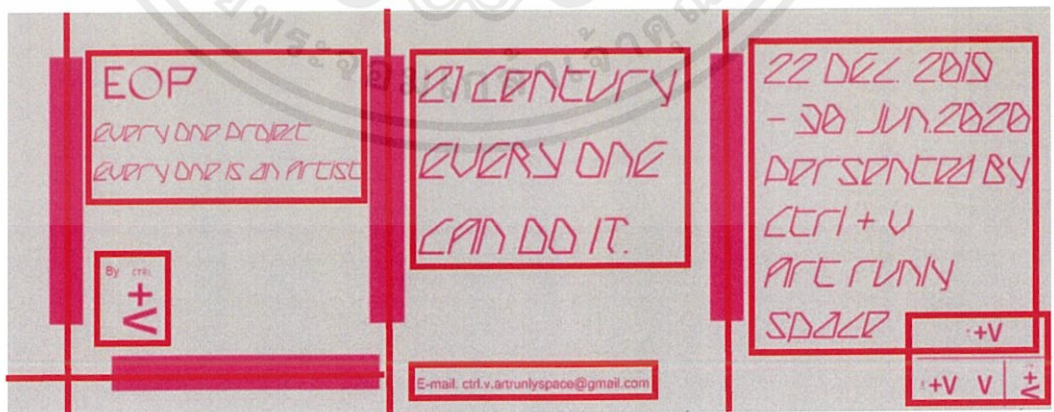 EOP
every one project
every one is an Artist
By CTRL
+V
21 CENTURY
EVERY ONE
CAN DO IT.
E-mail. ctrl.v.artrunlyspace@gmail.com
22 DEC. 2019
- 30 JUN.2020
persented BY
Ctrl + V
Art runly
space
+V
+V V +V